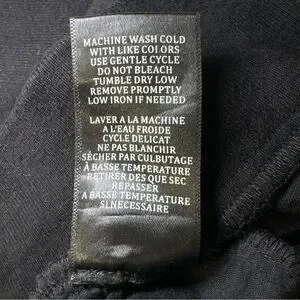 MACHINE WASH COLD
WITH LIKE COLORS
USE GENTLE CYCLE
DO NOT BLEACH
TUMBLE DRY LOW
REMOVE PROMPTLY
LOW IRON IF NEEDED
LAVER A LA MACHINE
A L'EAU FROIDE
CYCLE DELICAT
NE PAS BLANCHIR
SÉCHER PAR CULBUTAGE
À BASSE TEMPÉRATURE
RETIRER DES QUE SEC
REPASSER
A BASSE TEMPERATURE
SI NECESSAIRE